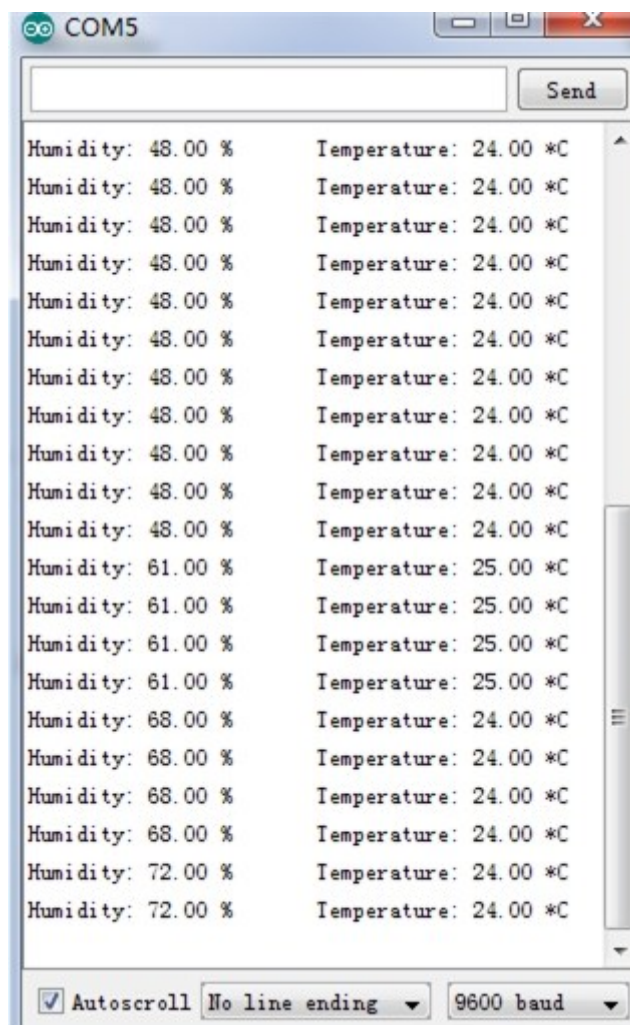 COM5
Send
Humidity: 48.00 % Temperature: 24.00 *C
Humidity: 48.00 % Temperature: 24.00 *C
Humidity: 48.00 % Temperature: 24.00 *C
Humidity: 48.00 % Temperature: 24.00 *C
Humidity: 48.00 % Temperature: 24.00 *C
Humidity: 48.00 % Temperature: 24.00 *C
Humidity: 48.00 % Temperature: 24.00 *C
Humidity: 48.00 % Temperature: 24.00 *C
Humidity: 48.00 % Temperature: 24.00 *C
Humidity: 48.00 % Temperature: 24.00 *C
Humidity: 48.00 % Temperature: 24.00 *C
Humidity: 61.00 % Temperature: 25.00 *C
Humidity: 61.00 % Temperature: 25.00 *C
Humidity: 61.00 % Temperature: 25.00 *C
Humidity: 61.00 % Temperature: 25.00 *C
Humidity: 68.00 % Temperature: 24.00 *C
Humidity: 68.00 % Temperature: 24.00 *C
Humidity: 68.00 % Temperature: 24.00 *C
Humidity: 68.00 % Temperature: 24.00 *C
Humidity: 72.00 % Temperature: 24.00 *C
Humidity: 72.00 % Temperature: 24.00 *C
Autoscroll No line ending 9600 baud